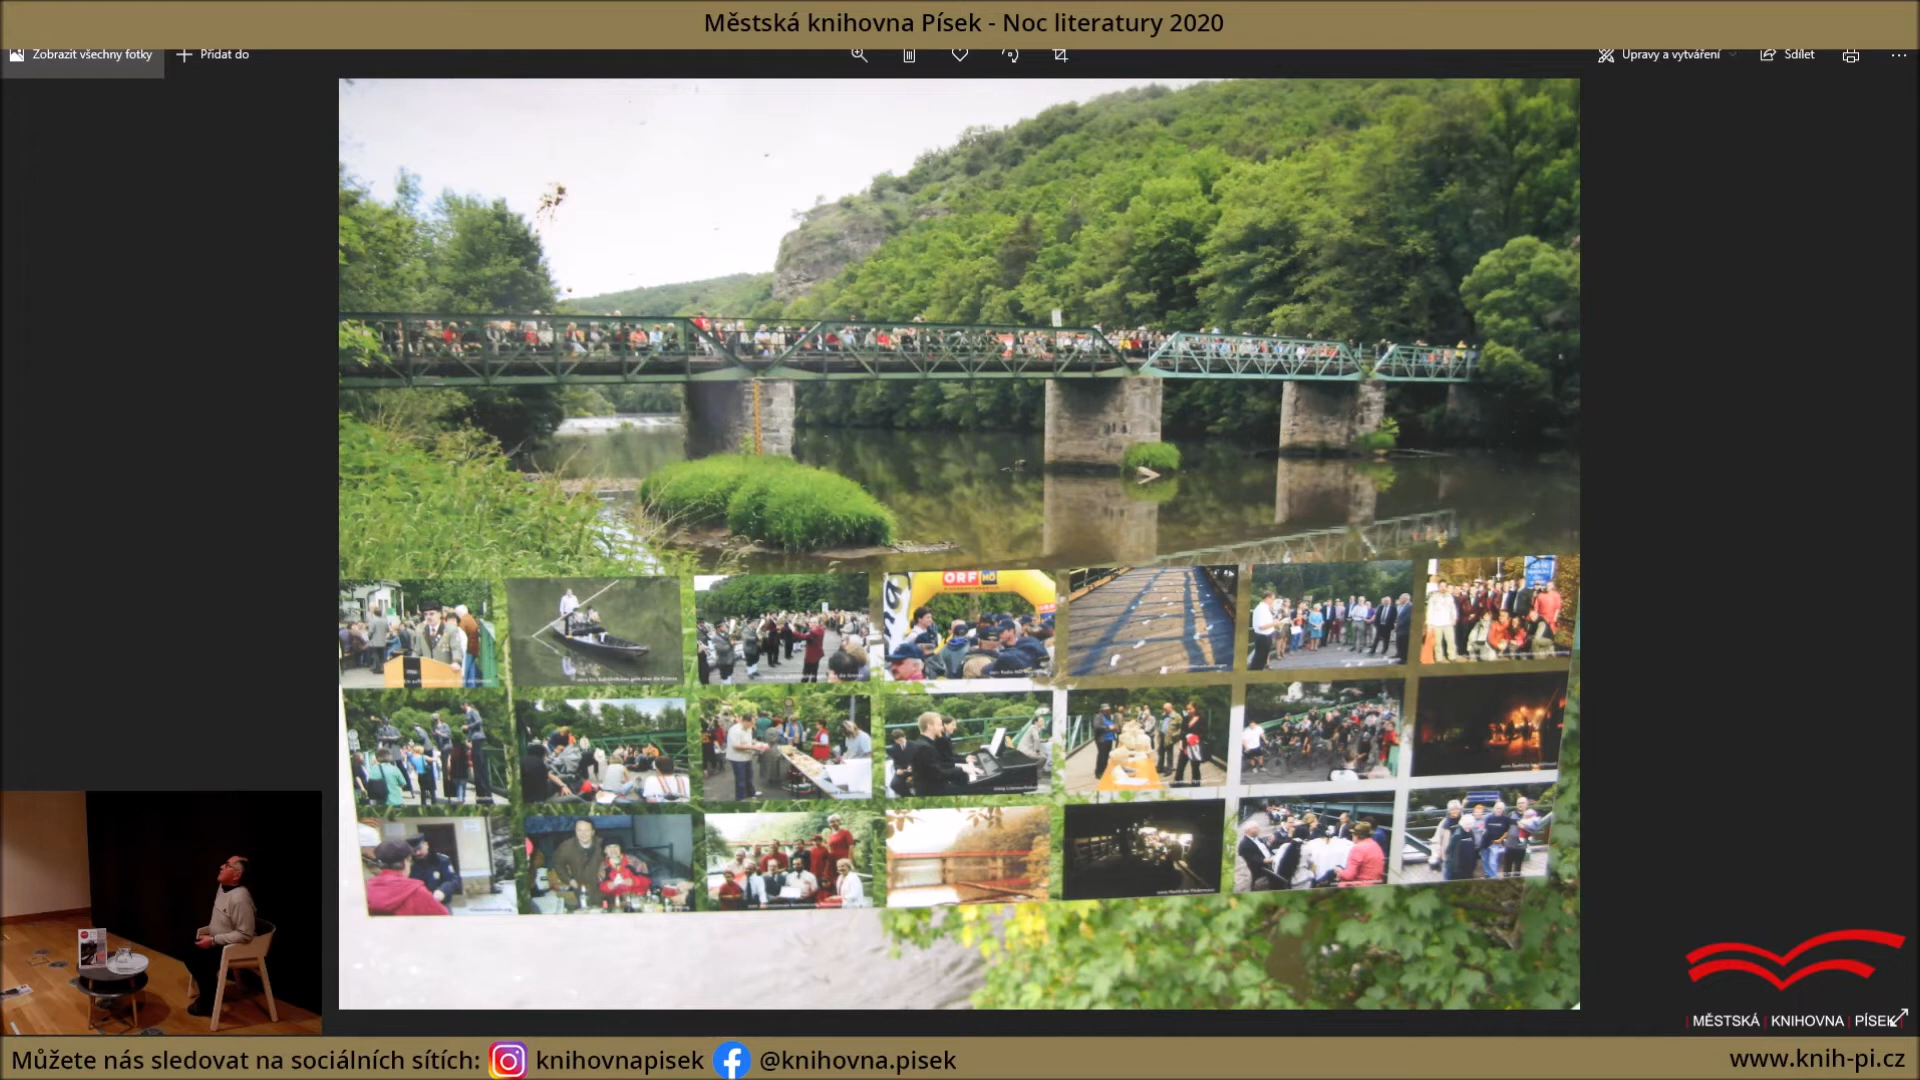 Městská knihovna Písek - Noc literatury 2020
Zobrazit všechny fotky
Přidat do
Úpravy a vytváření
Sdílet
ORF NÖ
| MĚSTSKÁ | KNIHOVNA | PÍSEK
Můžete nás sledovat na sociálních sítích: knihovnapisek @knihovna.pisek
www.knih-pi.cz